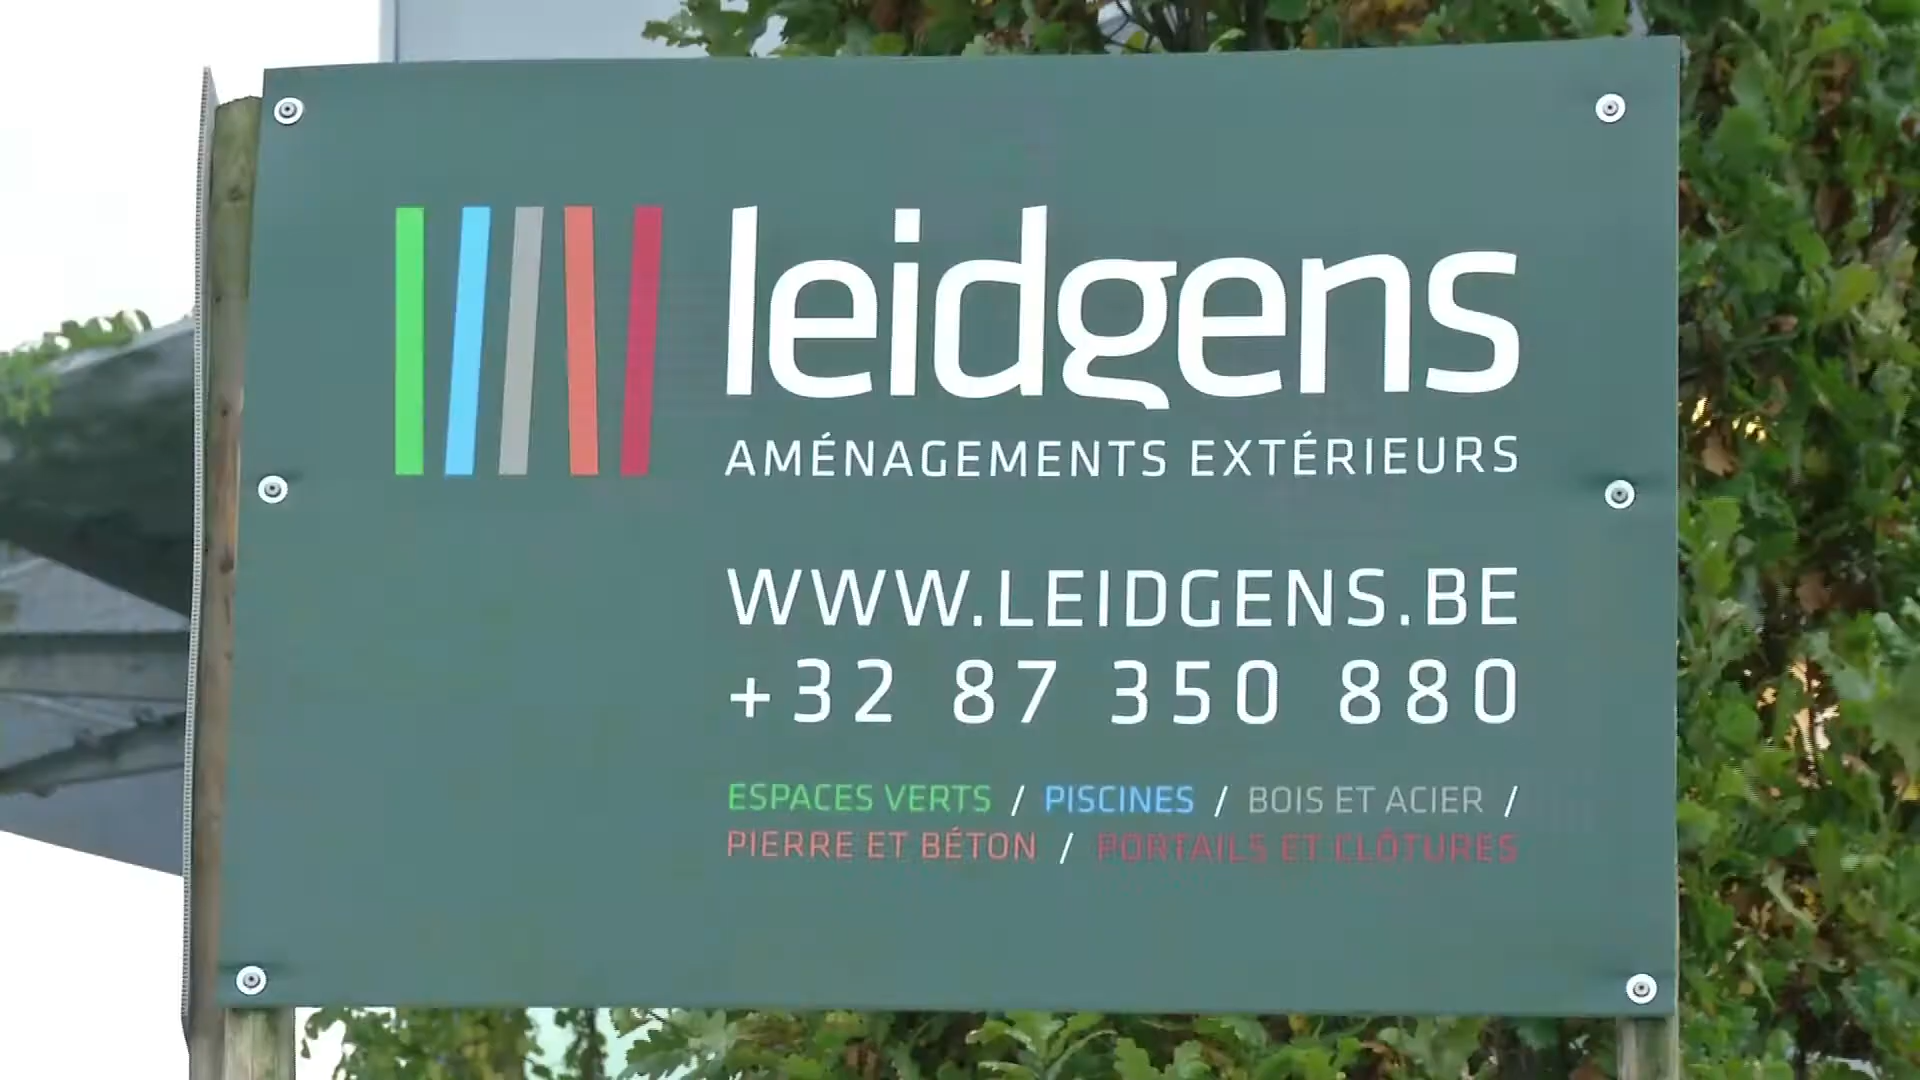 leidgens
AMÉNAGEMENTS EXTÉRIEURS
WWW.LEIDGENS.BE
+32 87 350 880
ESPACES VERTS / PISCINES / BOIS ET ACIER /
PIERRE ET BÉTON / PORTAILS ET CLÔTURES